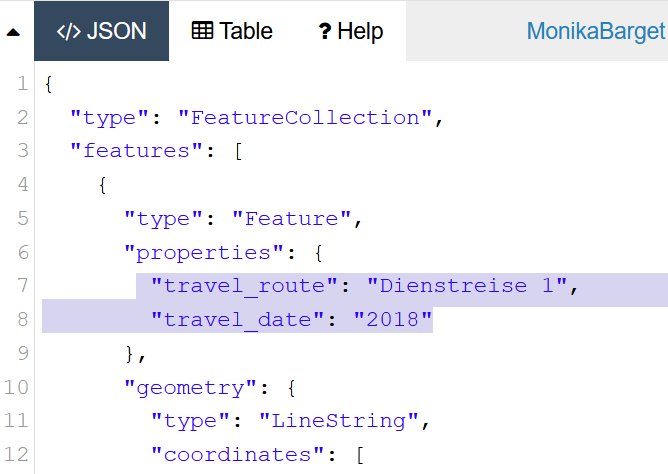 </> JSON Table ? Help MonikaBarget
1 {
2 "type": "FeatureCollection",
3 "features": [
4 {
5 "type": "Feature",
6 "properties": {
7 "travel_route": "Dienstreise 1",
8 "travel_date": "2018"
9 },
10 "geometry": {
11 "type": "LineString",
12 "coordinates": [